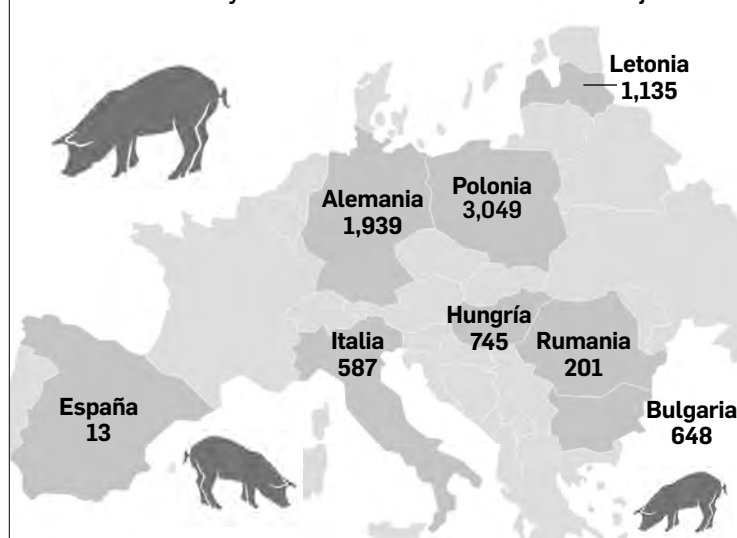 Letonia
1,135
Alemania
1,939
Polonia
3,049
Hungría
745
Italia
587
Rumania
201
España
13
Bulgaria
648